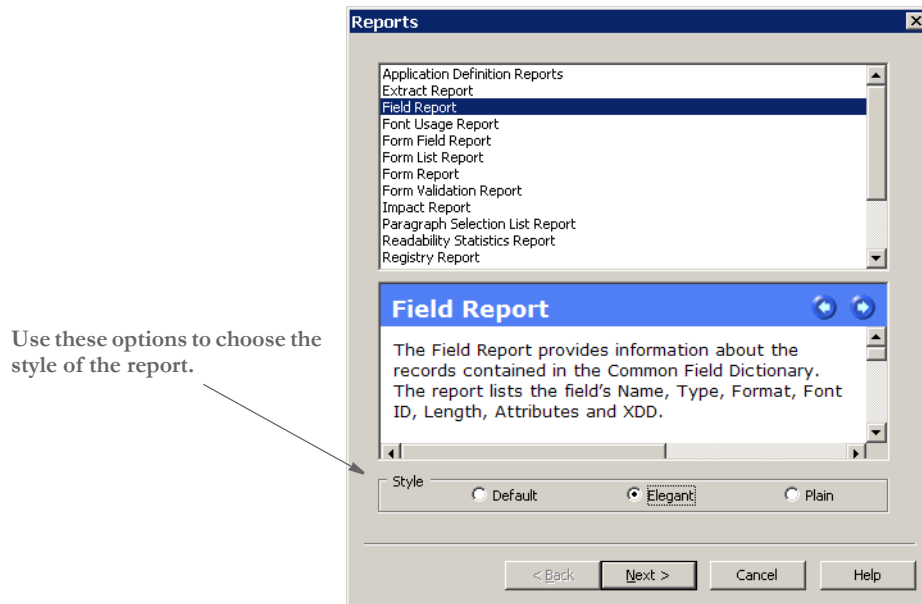 Reports
Application Definition Reports
Extract Report
Field Report
Font Usage Report
Form Field Report
Form List Report
Form Report
Form Validation Report
Impact Report
Paragraph Selection List Report
Readability Statistics Report
Registry Report
Field Report
The Field Report provides information about the
records contained in the Common Field Dictionary.
The report lists the field's Name, Type, Format, Font
ID, Length, Attributes and XDD.
Use these options to choose the
style of the report.
Style
Default Elegant Plain
< Back Next > Cancel Help